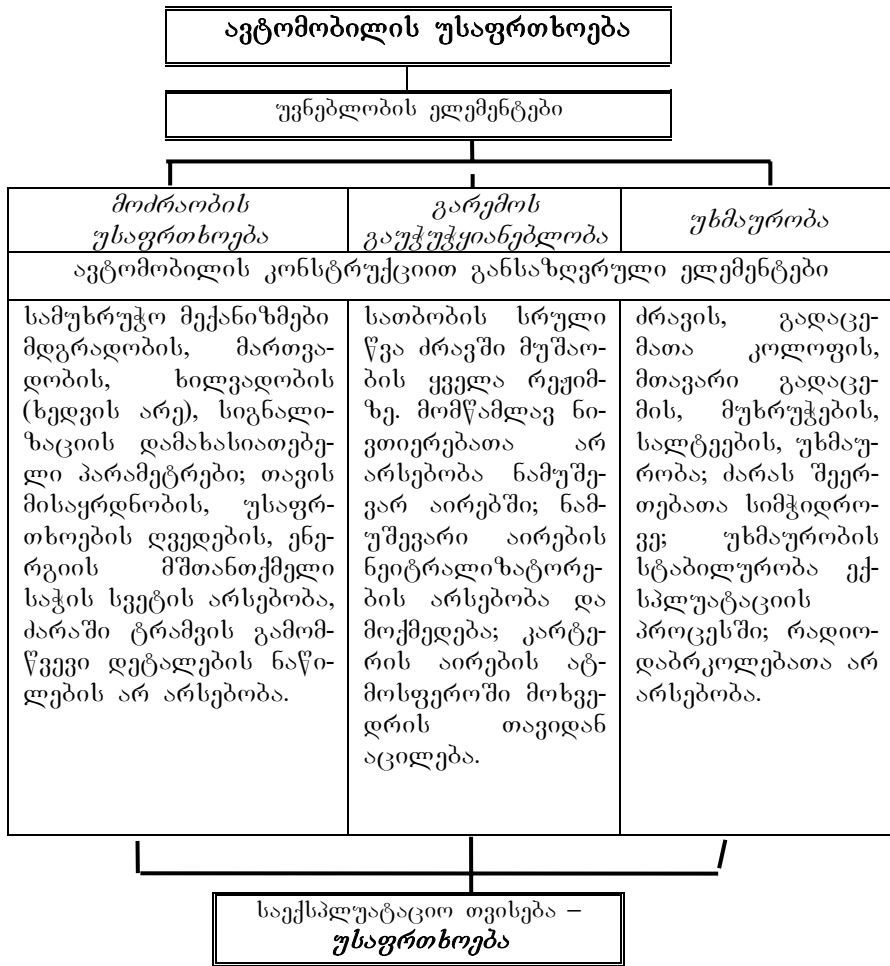 ავტომობილის უსაფრთხოება
უვნებლობის ელემენტები
მოძრაობის
უსაფრთხოება
გარემოს
გაუჭუჭყიანებლობა
უხმაურობა
ავტომობილის კონსტრუქციით განსაზღვრული ელემენტები
სამუხრუჭო მექანიზმები
მდგრადობის, მართვა-
დობის, ხილვადობის
(ხედვის არე), სიგნალი-
ზაციის დამახასიათებე-
ლი პარამეტრები; თავის
მისაყრდნობის, უსაფრ-
თხოების ღვედების, ენე-
რგიის მშთანთქმელი
საჭის სვეტის არსებობა,
ძარაში ტრამვის გამომ-
წვევი დეტალების ნაწი-
ლების არ არსებობა.
სათბობის სრული
წვა ძრავში მუშაო-
ბის ყველა რეჟიმ-
ზე. მომწამლავ ნი-
ვთიერებათა არ
არსებობა ნამუშე-
ვარ აირებში; ნამ-
უშევარი აირების
ნეიტრალიზატორე-
ბის არსებობა და
მოქმედება; კარტე-
რის აირების ატ-
მოსფეროში მოხვე-
დრის თავიდან
აცილება.
ძრავის, გადაცე-
მათა კოლოფის,
მთავარი გადაცე-
მის, მუხრუჭების,
სალტეების, უხმაუ-
რობა; ძარას შეერ-
თებათა სიმჭიდრო-
ვე; უხმაურობის
სტაბილურობა ექ-
სპლუატაციის
პროცესში; რადიო-
დაბრკოლებათა არ
არსებობა.
საექსპლუატაციო თვისება –
უსაფრთხოება